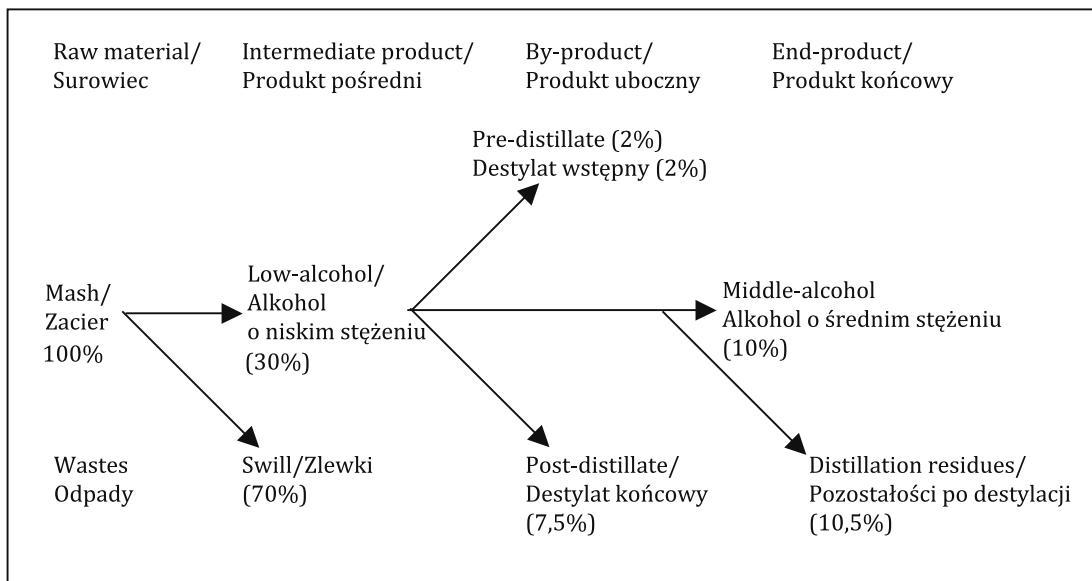 Raw material/
Surowiec
Intermediate product/
Produkt pośredni
By-product/
Produkt uboczny
End-product/
Produkt końcowy
Pre-distillate (2%)
Destylat wstępny (2%)
Mash/
Zacier
100%
Low-alcohol/
Alkohol
o niskim stężeniu
(30%)
Middle-alcohol
Alkohol o średnim stężeniu
(10%)
Wastes
Odpady
Swill/Zlewki
(70%)
Post-distillate/
Destylat końcowy
(7,5%)
Distillation residues/
Pozostałości po destylacji
(10,5%)